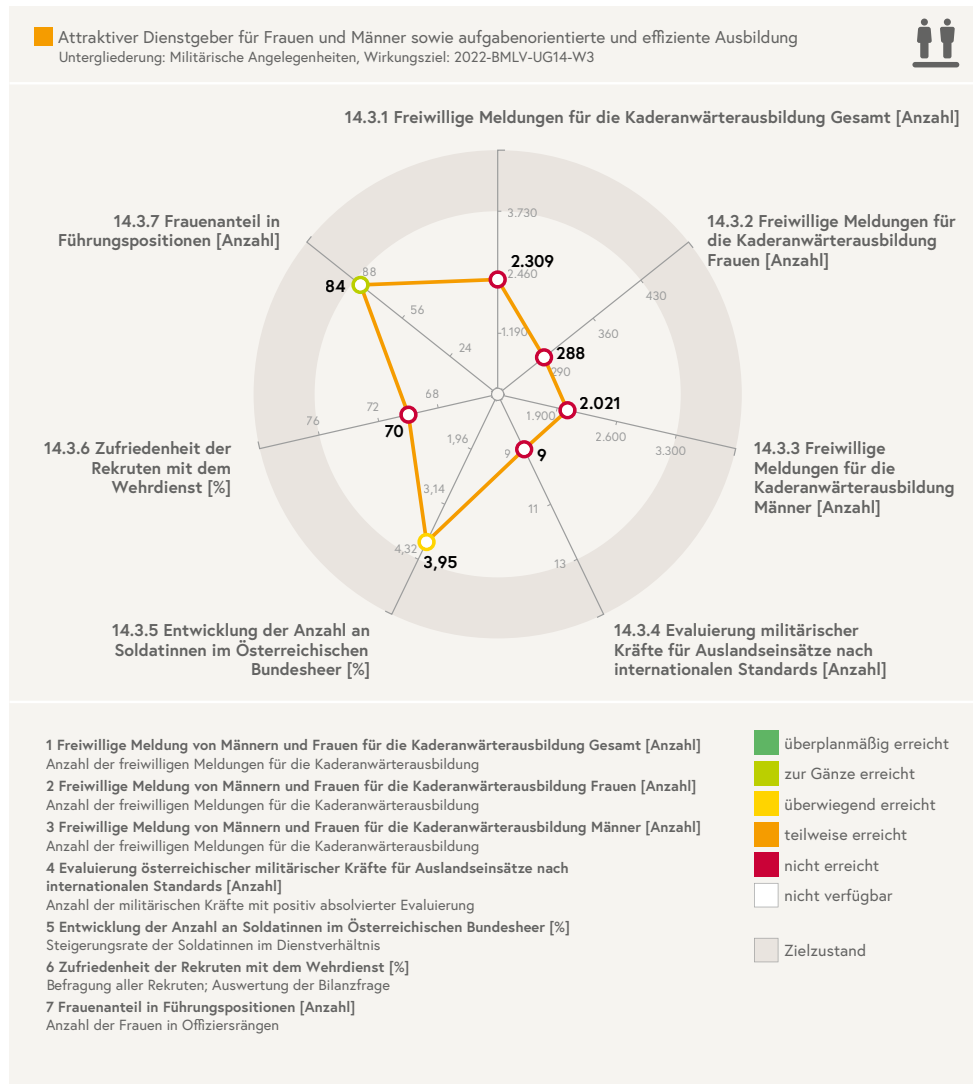 Attraktiver Dienstgeber für Frauen und Männer sowie aufgabenorientierte und effiziente Ausbildung
Untergliederung: Militärische Angelegenheiten, Wirkungsziel: 2022-BMLV-UG14-W3
14.3.1 Freiwillige Meldungen für die Kaderanwärterausbildung Gesamt [Anzahl]
3.730
2.460
1.190
2.309
14.3.2 Freiwillige Meldungen für
die Kaderanwärterausbildung
Frauen [Anzahl]
430
360
290
288
14.3.3 Freiwillige
Meldungen für die
Kaderanwärterausbildung
Männer [Anzahl]
1.900
2.600
3.300
2.021
14.3.4 Evaluierung militärischer
Kräfte für Auslandseinsätze nach
internationalen Standards [Anzahl]
9
11
13
9
14.3.5 Entwicklung der Anzahl an
Soldatinnen im Österreichischen
Bundesheer [%]
1,96
3,14
4,32
3,95
14.3.6 Zufriedenheit der
Rekruten mit dem
Wehrdienst [%]
68
72
76
70
14.3.7 Frauenanteil in
Führungspositionen [Anzahl]
24
56
88
84
1 Freiwillige Meldung von Männern und Frauen für die Kaderanwärterausbildung Gesamt [Anzahl]
Anzahl der freiwilligen Meldungen für die Kaderanwärterausbildung
2 Freiwillige Meldung von Männern und Frauen für die Kaderanwärterausbildung Frauen [Anzahl]
Anzahl der freiwilligen Meldungen für die Kaderanwärterausbildung
3 Freiwillige Meldung von Männern und Frauen für die Kaderanwärterausbildung Männer [Anzahl]
Anzahl der freiwilligen Meldungen für die Kaderanwärterausbildung
4 Evaluierung österreichischer militärischer Kräfte für Auslandseinsätze nach
internationalen Standards [Anzahl]
Anzahl der militärischen Kräfte mit positiv absolvierter Evaluierung
5 Entwicklung der Anzahl an Soldatinnen im Österreichischen Bundesheer [%]
Steigerungsrate der Soldatinnen im Dienstverhältnis
6 Zufriedenheit der Rekruten mit dem Wehrdienst [%]
Befragung aller Rekruten; Auswertung der Bilanzfrage
7 Frauenanteil in Führungspositionen [Anzahl]
Anzahl der Frauen in Offiziersrängen
überplanmäßig erreicht
zur Gänze erreicht
überwiegend erreicht
teilweise erreicht
nicht erreicht
nicht verfügbar
Zielzustand